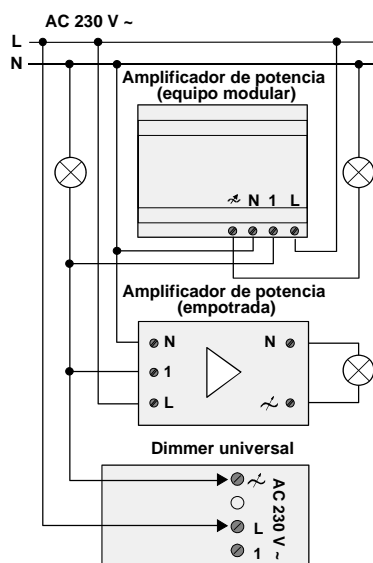 AC 230 V ~
L
N
Amplificador de potencia
(equipo modular)
N 1 L
Amplificador de potencia
(empotrada)
N N
1
L
Dimmer universal
AC 230 V ~
L
1